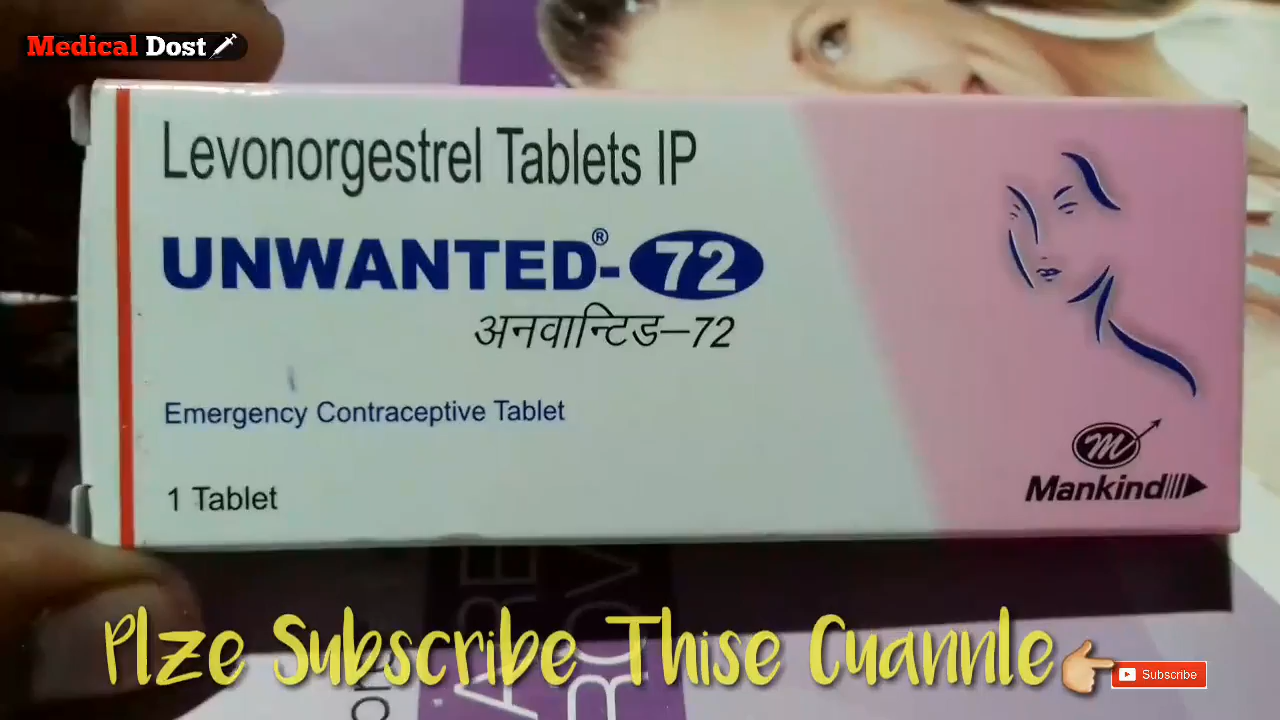 Medical Dost
Levonorgestrel Tablets IP
UNWANTED®-72
अनवान्टिड–72
Emergency Contraceptive Tablet
1 Tablet
m
Mankind
Plze Subscribe Thise Cuannle
Subscribe